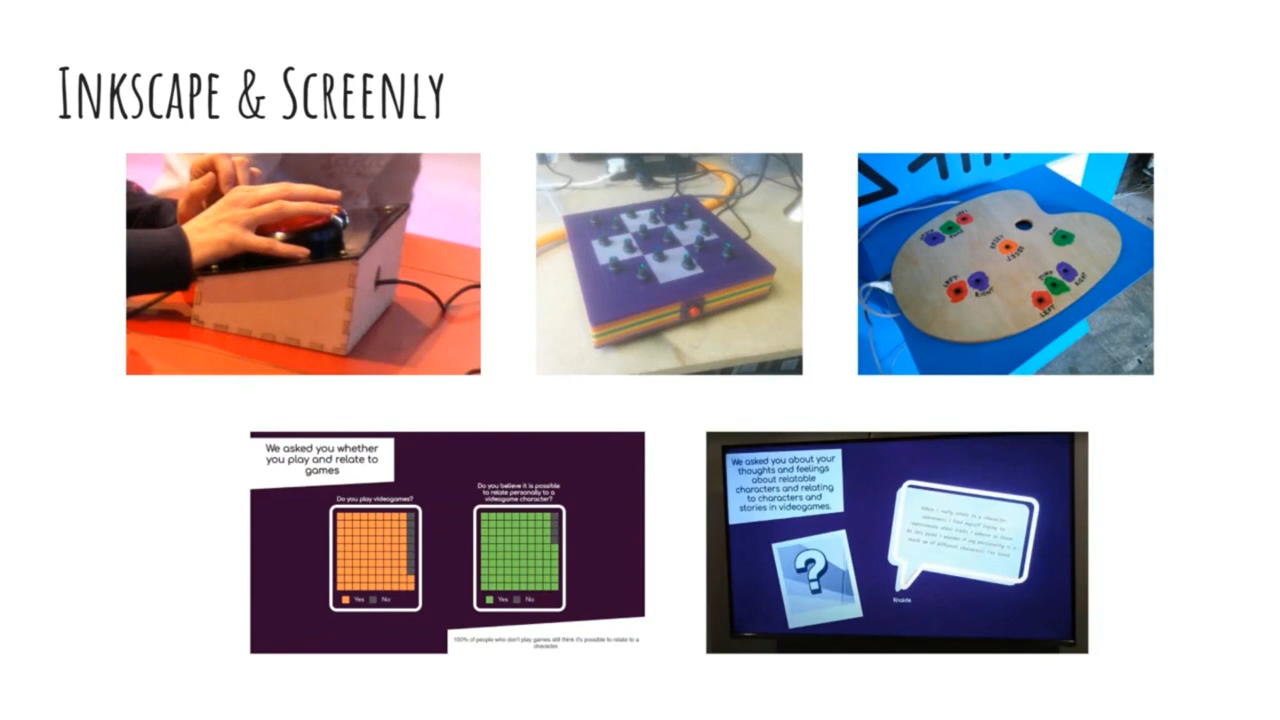 INKSCAPE & SCREENLY
RIGHT
LEFT
We asked you whether
you play and relate to
games
Do you play videogames?
Yes No
Do you believe it is possible
to relate personally to a
videogame character?
Yes No
100% of people who don't play games still think it's possible to relate to a
character
We asked you about your
thoughts and feelings
about relatable
characters and relating
to characters and
stories in videogames.
?